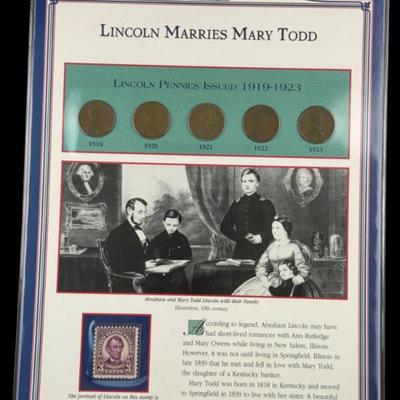 LINCOLN MARRIES MARY TODD
LINCOLN PENNIES ISSUED 1919-1923
1919 1920 1921 1922 1923
Abraham and Mary Todd Lincoln with their Family
Illustration, 19th century
According to legend, Abraham Lincoln may have
had short-lived romances with Ann Rutledge
and Mary Owens while living in New Salem, Illinois.
However, it was not until living in Springfield, Illinois in
late 1839 that he met and fell in love with Mary Todd,
the daughter of a Kentucky banker.
Mary Todd was born in 1818 in Kentucky and moved
to Springfield in 1839 to live with her sister. A beautiful
3 3
CENTS
The portrait of Lincoln on this stamp is